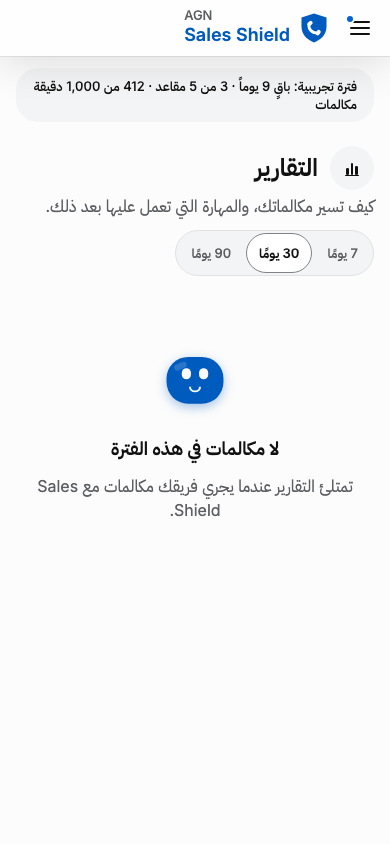 AGN
Sales Shield
فترة تجريبية: باقٍ 9 يوماً · 3 من 5 مقاعد · 412 من 1,000 دقيقة
مكالمات
التقارير
كيف تسير مكالماتك، والمهارة التي تعمل عليها بعد ذلك.
7 يومًا
30 يومًا
90 يومًا
لا مكالمات في هذه الفترة
تمتلئ التقارير عندما يجري فريقك مكالمات مع Sales
Shield.